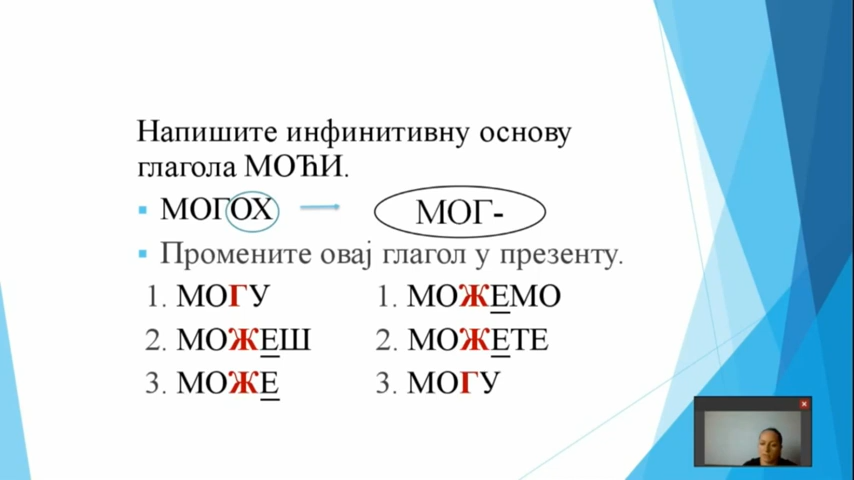 Напишите инфинитивну основу
глагола МОЋИ.
МОГОХ МОГ-
Промените овај глагол у презенту.
1. МОГУ 1. МОЖЕМО
2. МОЖЕШ 2. МОЖЕТЕ
3. МОЖЕ 3. МОГУ